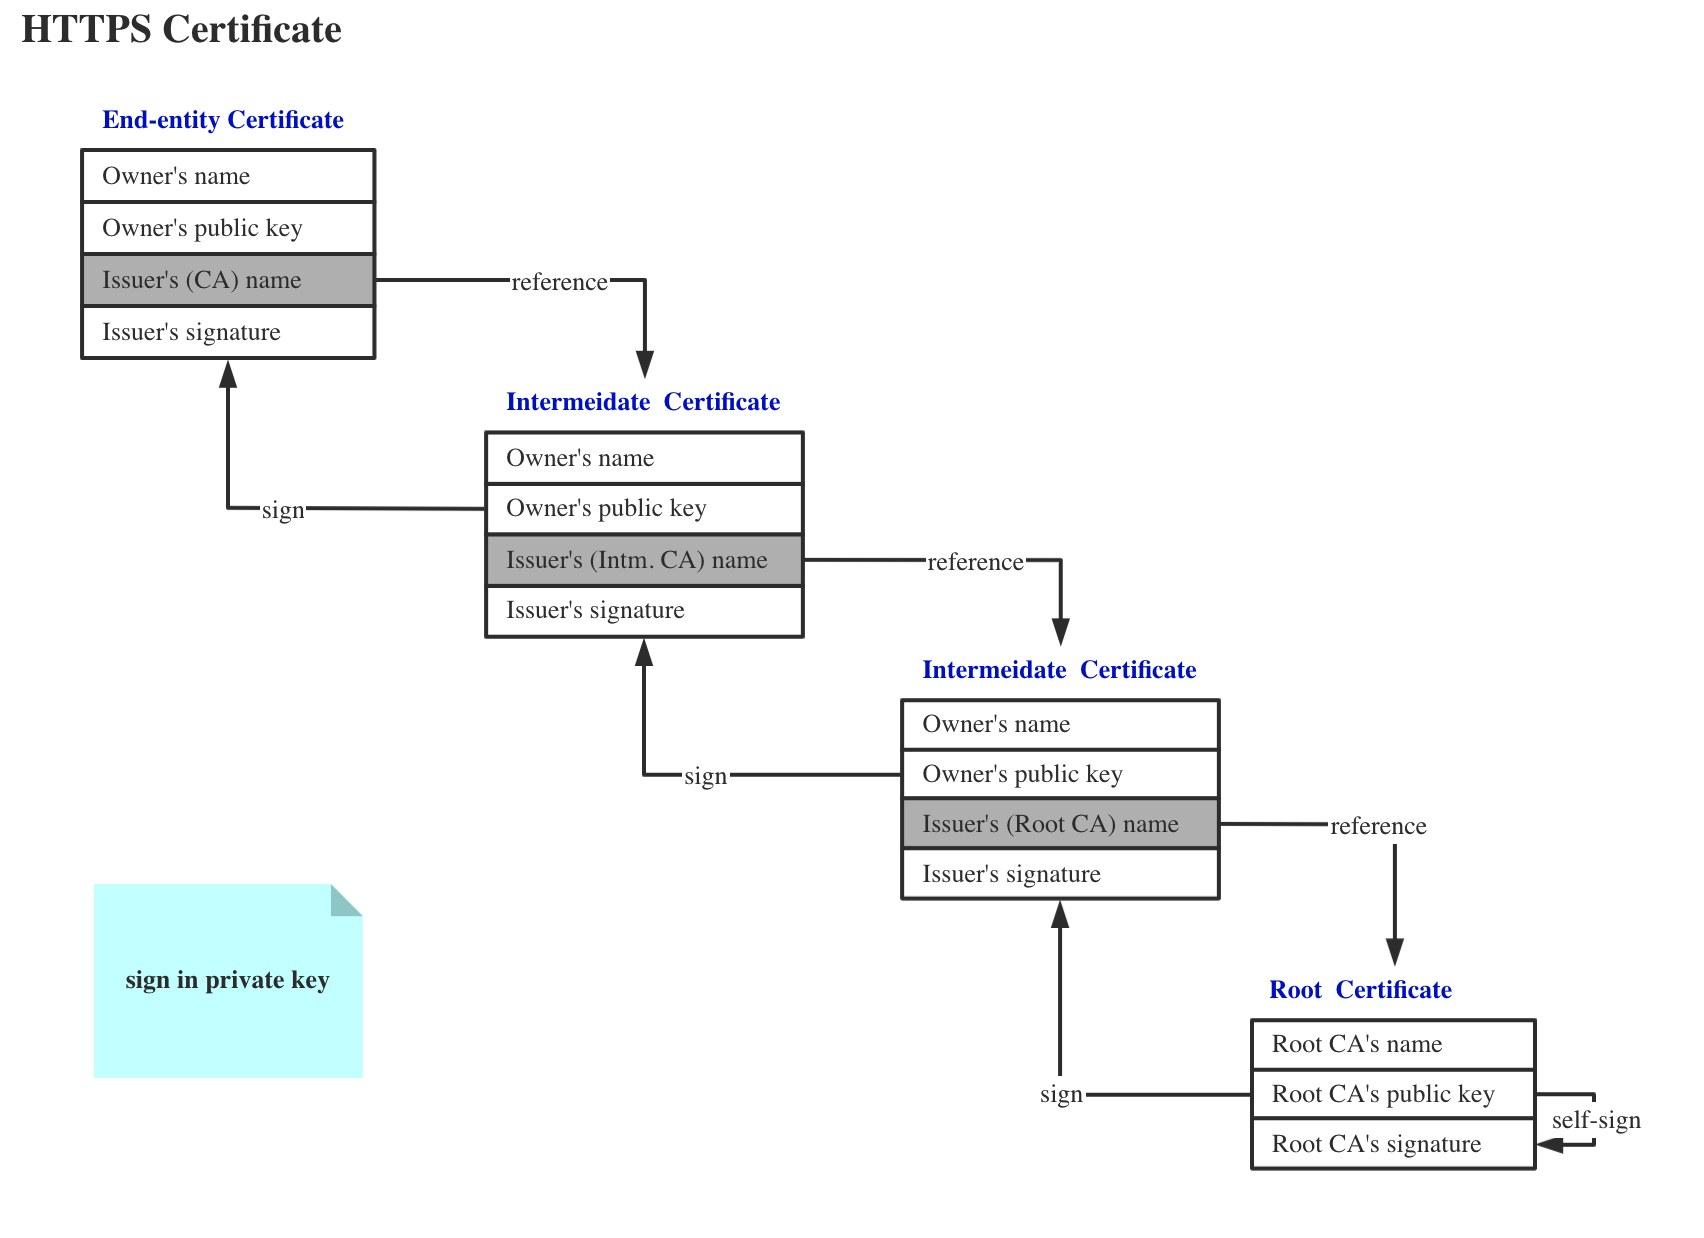 HTTPS Certificate
End-entity Certificate
Owner's name
Owner's public key
Issuer's (CA) name
Issuer's signature
reference
sign
Intermeidate  Certificate
Owner's name
Owner's public key
Issuer's (Intm. CA) name
Issuer's signature
reference
sign
Intermeidate  Certificate
Owner's name
Owner's public key
Issuer's (Root CA) name
Issuer's signature
reference
sign
Root  Certificate
Root CA's name
Root CA's public key
Root CA's signature
self-sign
sign in private key